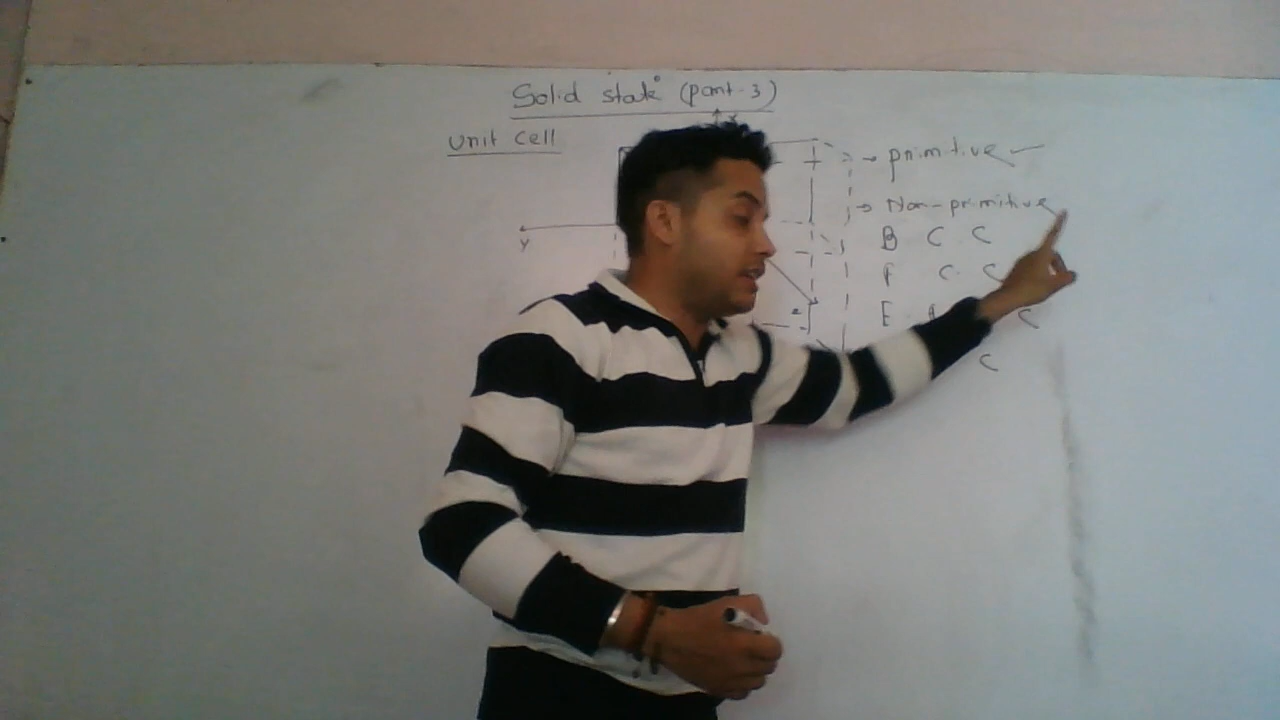 Solid state (part-3)
Unit cell
x
→ primitive
→ Non-primitive
B C C
y
F C C
E C
C